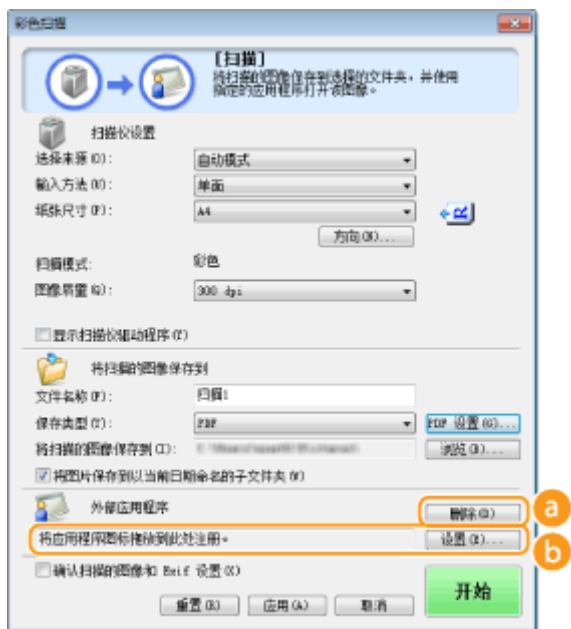 彩色扫描
[扫描]
将扫描的图像保存到选择的文件夹，并使用
指定的应用程序打开该图像。
扫描仪设置
选择来源(O): 自动模式
输入方法(M): 单面
纸张尺寸(P): A4
方向(N)...
扫描模式: 彩色
图像质量(Q): 300 dpi
显示扫描仪驱动程序(Y)
将扫描的图像保存到
文件名称(F): 扫描1
保存类型(T): PDF PDF 设置(G)...
将扫描的图像保存到(I): 浏览(B)...
将图片保存到以当前日期命名的子文件夹(W)
外部应用程序 删除(D) a
将应用程序图标拖放到此处注册。 设置(E)... b
确认扫描的图像和 Exif 设置(X)
开始
重置(R) 应用(A) 取消